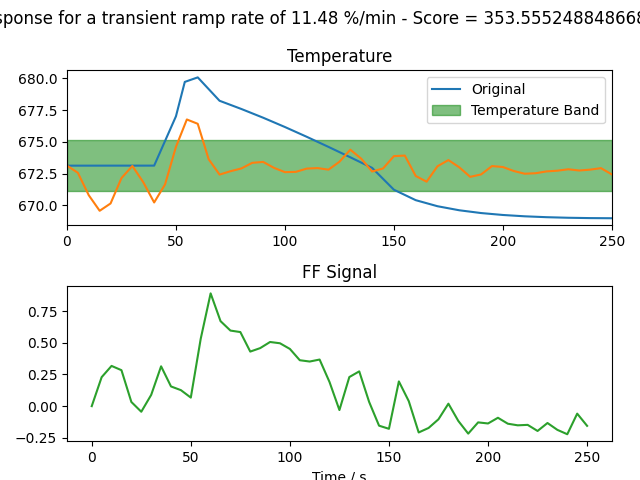 sponse for a transient ramp rate of 11.48 %/min - Score = 353.555248848668
Temperature
680.0
677.5
675.0
672.5
670.0
Original
Temperature Band
0 50 100 150 200 250
FF Signal
0.75
0.50
0.25
0.00
−0.25
0 50 100 150 200 250
Time / s